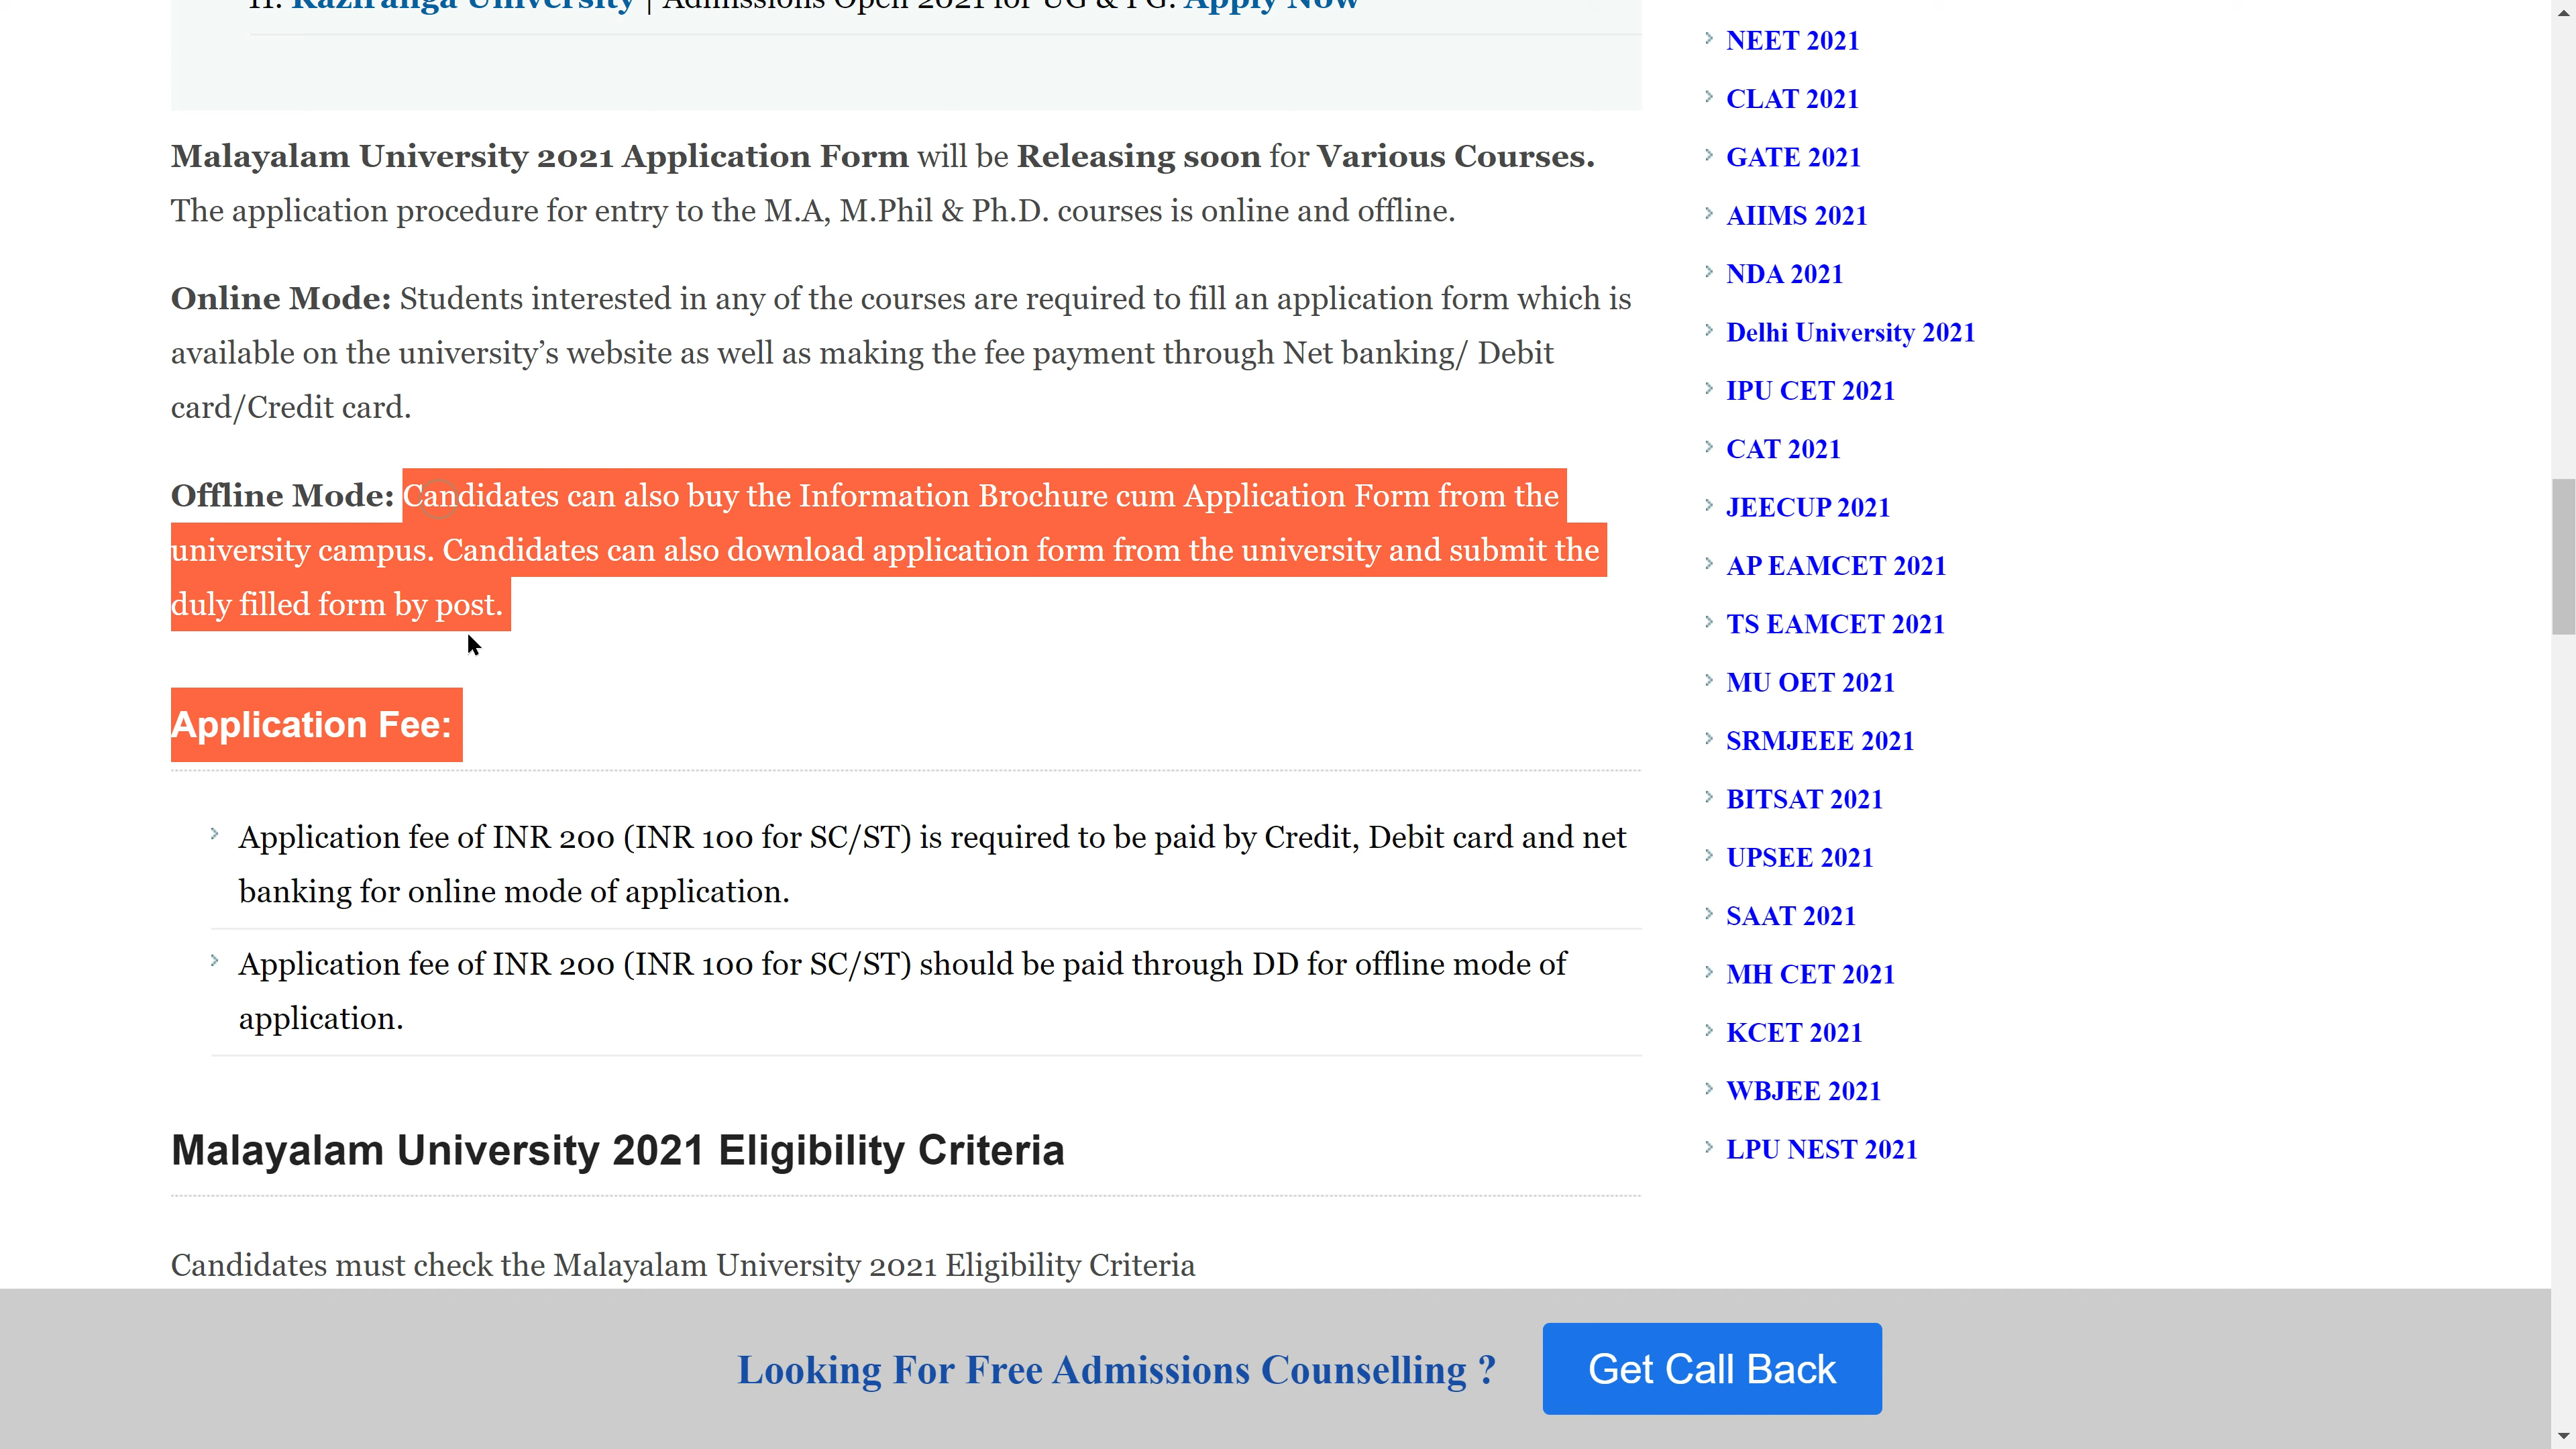 11. Kaziranga University | Admissions Open 2021 for UG & PG. Apply Now
Malayalam University 2021 Application Form will be Releasing soon for Various Courses.
The application procedure for entry to the M.A, M.Phil & Ph.D. courses is online and offline.
Online Mode: Students interested in any of the courses are required to fill an application form which is
available on the university’s website as well as making the fee payment through Net banking/ Debit
card/Credit card.
Offline Mode: Candidates can also buy the Information Brochure cum Application Form from the
university campus. Candidates can also download application form from the university and submit the
duly filled form by post.
Application Fee:
Application fee of INR 200 (INR 100 for SC/ST) is required to be paid by Credit, Debit card and net
banking for online mode of application.
Application fee of INR 200 (INR 100 for SC/ST) should be paid through DD for offline mode of
application.
Malayalam University 2021 Eligibility Criteria
Candidates must check the Malayalam University 2021 Eligibility Criteria
NEET 2021
CLAT 2021
GATE 2021
AIIMS 2021
NDA 2021
Delhi University 2021
IPU CET 2021
CAT 2021
JEECUP 2021
AP EAMCET 2021
TS EAMCET 2021
MU OET 2021
SRMJEEE 2021
BITSAT 2021
UPSEE 2021
SAAT 2021
MH CET 2021
KCET 2021
WBJEE 2021
LPU NEST 2021
Looking For Free Admissions Counselling ?
Get Call Back